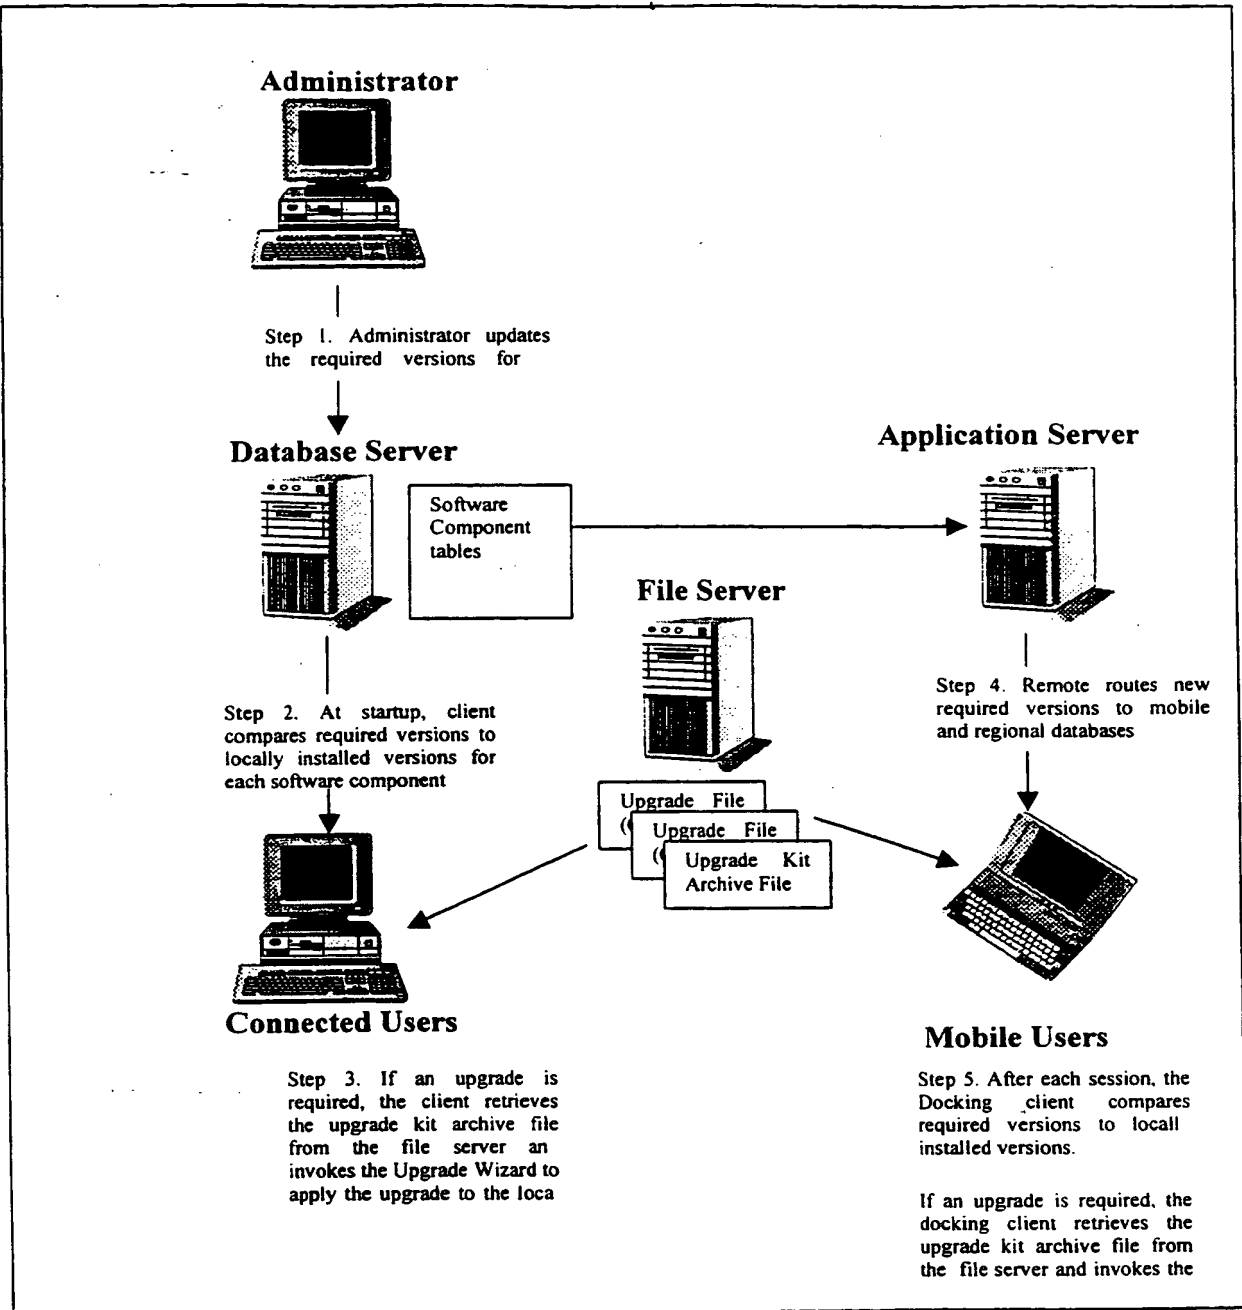 Administrator
Step 1. Administrator updates
the required versions for
Database Server
Application Server
Software
Component
tables
File Server
Step 2. At startup, client
compares required versions to
locally installed versions for
each software component
Step 4. Remote routes new
required versions to mobile
and regional databases
Upgrade File
(
Upgrade File
(
Upgrade Kit
Archive File
Connected Users
Mobile Users
Step 3. If an upgrade is
required, the client retrieves
the upgrade kit archive file
from the file server an
invokes the Upgrade Wizard to
apply the upgrade to the loca
Step 5. After each session, the
Docking client compares
required versions to locall
installed versions.
If an upgrade is required, the
docking client retrieves the
upgrade kit archive file from
the file server and invokes the